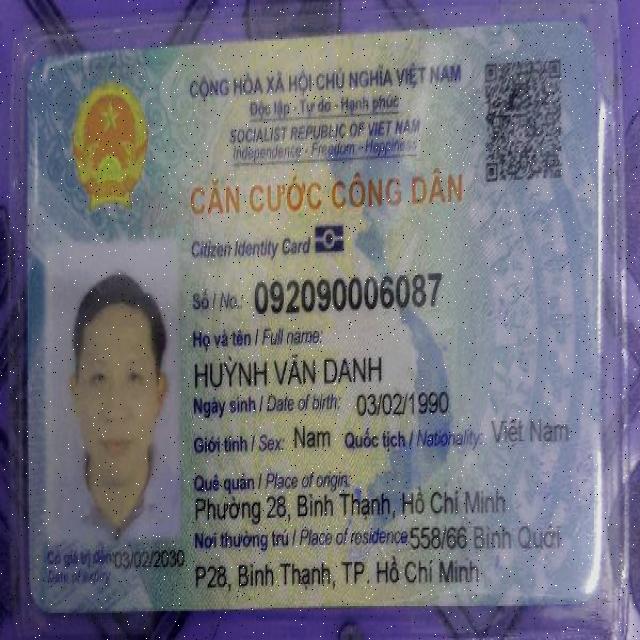 CỘNG HÒA XÃ HỘI CHỦ NGHĨA VIỆT NAM
Độc lập - Tự do - Hạnh phúc
SOCIALIST REPUBLIC OF VIET NAM
Independence - Freedom - Happiness
CĂN CƯỚC CÔNG DÂN
Citizen Identity Card
Số / No.: 092090006087
Họ và tên / Full name:
HUỲNH VĂN DANH
Ngày sinh / Date of birth: 03/02/1990
Giới tính / Sex: Nam Quốc tịch / Nationality: Việt Nam
Quê quán / Place of origin:
Phường 28, Bình Thạnh, Hồ Chí Minh
Nơi thường trú / Place of residence: 558/66 Bình Quới
P28, Bình Thạnh, TP. Hồ Chí Minh
Có giá trị đến: 03/02/2030
Date of expiry